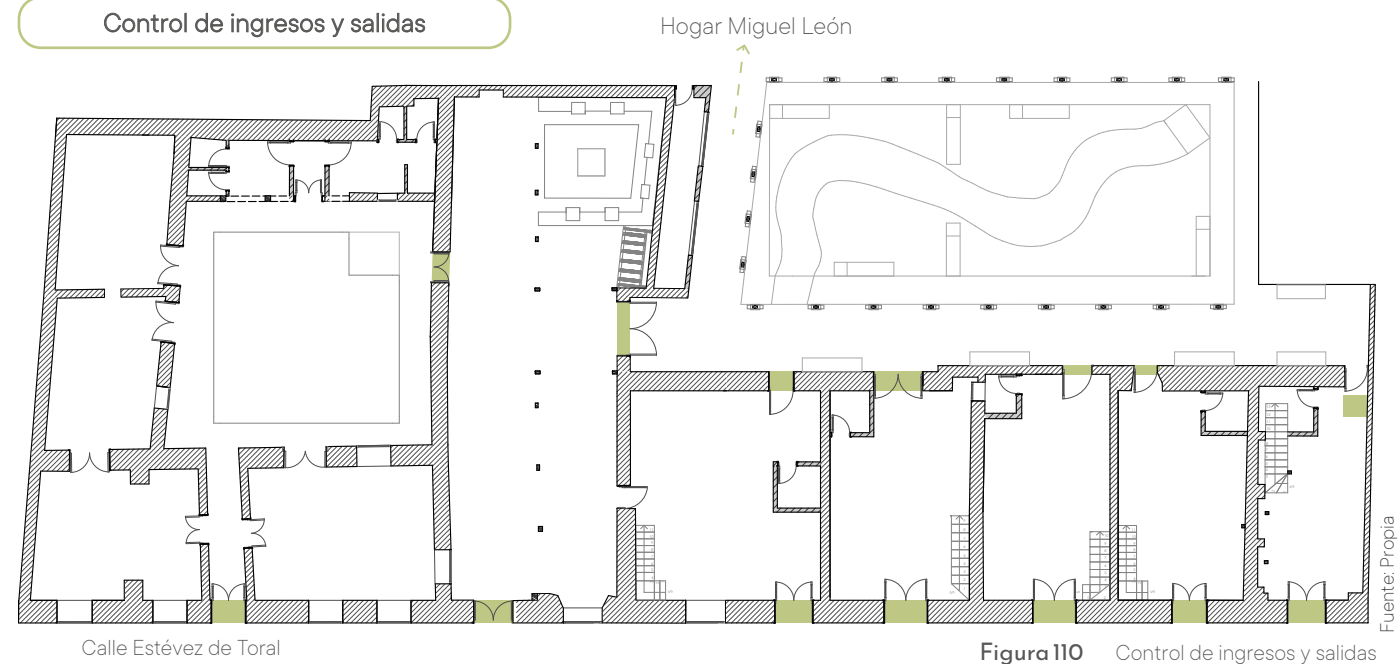 Control de ingresos y salidas
Hogar Miguel León
Fuente: Propia
Calle Estévez de Toral
Figura 110 Control de ingresos y salidas